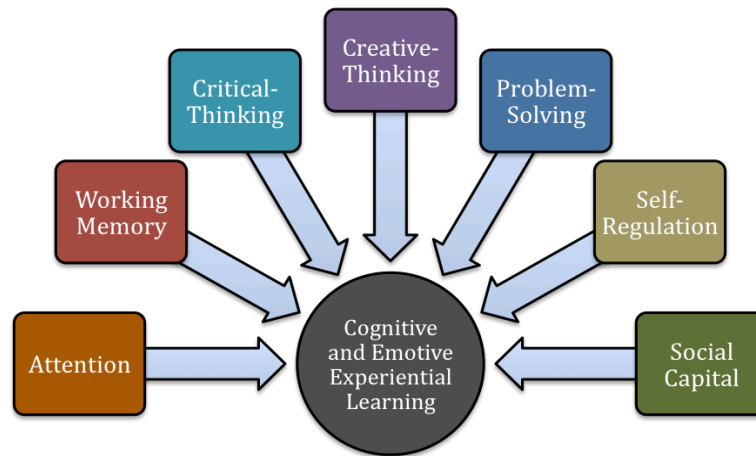 Creative-
Thinking
Critical-
Thinking
Problem-
Solving
Working
Memory
Self-
Regulation
Attention
Cognitive
and Emotive
Experiential
Learning
Social
Capital